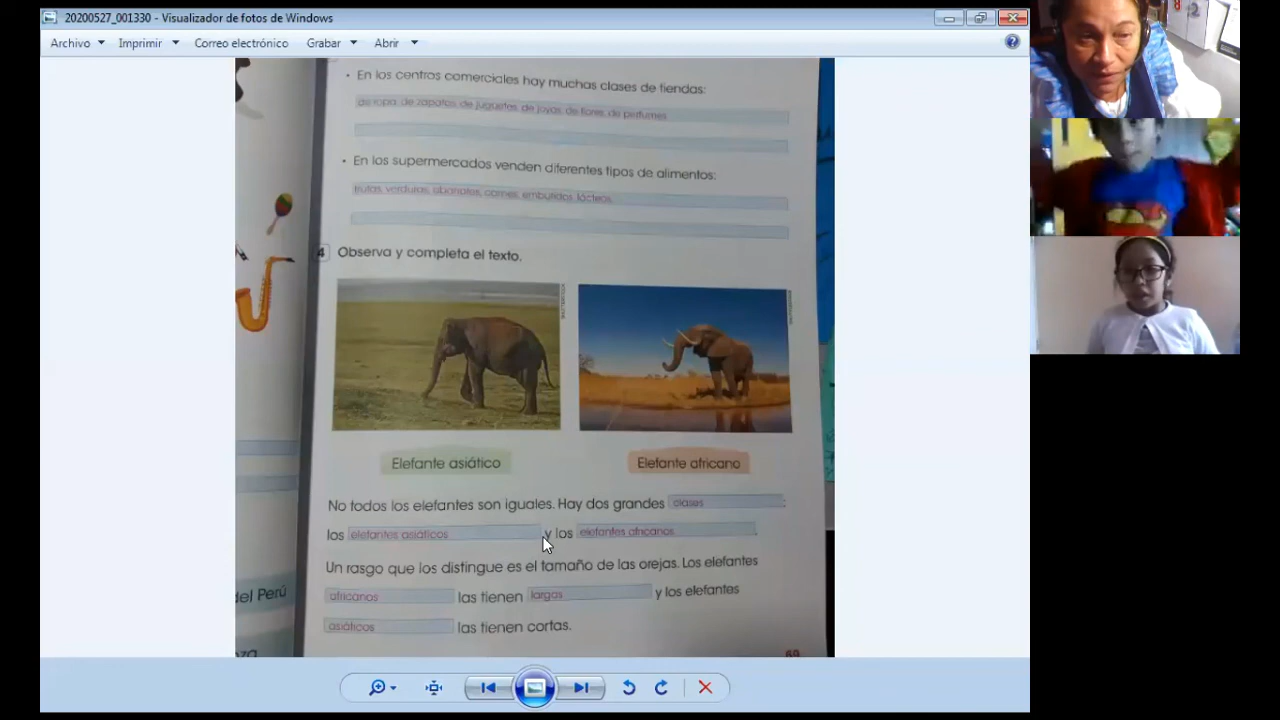 20200527_001330 - Visualizador de fotos de Windows
Archivo Imprimir Correo electrónico Grabar Abrir
• En los centros comerciales hay muchas clases de tiendas:
de ropa, de zapatos, de juguetes, de joyas, de flores, de perfumes
• En los supermercados venden diferentes tipos de alimentos:
frutas, verduras, abarrotes, carnes, embutidos, lácteos
4 Observa y completa el texto.
Elefante asiático
Elefante africano
No todos los elefantes son iguales. Hay dos grandes clases:
los elefantes asiáticos y los elefantes africanos.
Un rasgo que los distingue es el tamaño de las orejas. Los elefantes
africanos las tienen largas y los elefantes
asiáticos las tienen cortas.
del Perú
nza
69